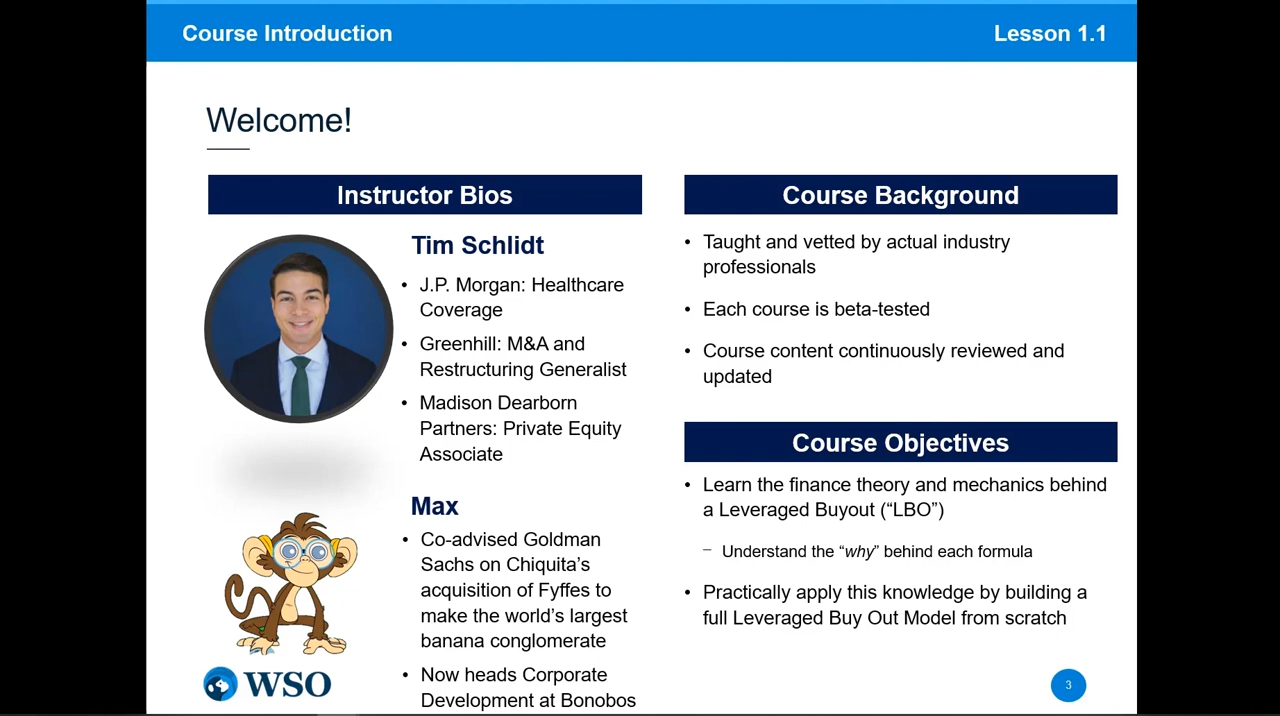 Course Introduction
Lesson 1.1
Welcome!
Instructor Bios
Tim Schlidt
• J.P. Morgan: Healthcare
Coverage
• Greenhill: M&A and
Restructuring Generalist
• Madison Dearborn
Partners: Private Equity
Associate
Max
• Co-advised Goldman
Sachs on Chiquita’s
acquisition of Fyffes to
make the world’s largest
banana conglomerate
• Now heads Corporate
Development at Bonobos
WSO
Course Background
• Taught and vetted by actual industry
professionals
• Each course is beta-tested
• Course content continuously reviewed and
updated
Course Objectives
• Learn the finance theory and mechanics behind
a Leveraged Buyout (“LBO”)
– Understand the “why” behind each formula
• Practically apply this knowledge by building a
full Leveraged Buy Out Model from scratch
3